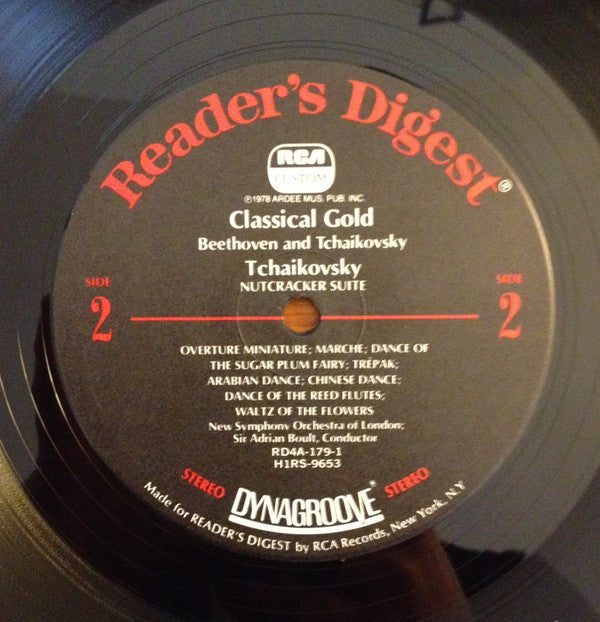 Reader's Digest®
RCA
CUSTOM
℗1978 ARDEE MUS. PUB. INC.
Classical Gold
Beethoven and Tchaikovsky
Tchaikovsky
NUTCRACKER SUITE
SIDE
2
SIDE
2
OVERTURE MINIATURE; MARCHE; DANCE OF
THE SUGAR PLUM FAIRY; TRÉPAK;
ARABIAN DANCE; CHINESE DANCE;
DANCE OF THE REED FLUTES;
WALTZ OF THE FLOWERS
New Symphony Orchestra of London;
Sir Adrian Boult, Conductor
RD4A-179-1
H1RS-9653
STEREO
DYNAGROOVE®
STEREO
Made for READER'S DIGEST by RCA Records, New York, N.Y